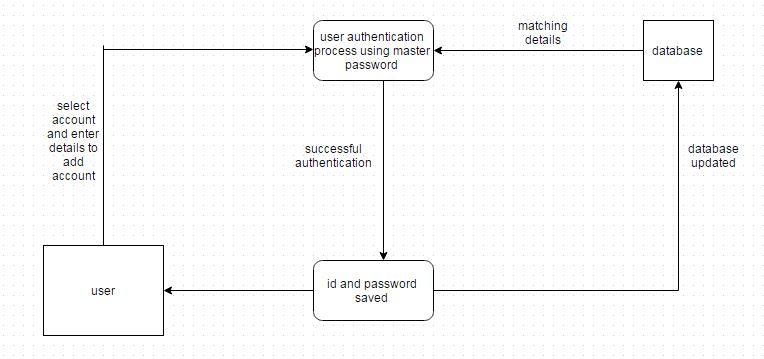 user authentication
process using master
password
matching
details
database
select
account
and enter
details to
add
account
successful
authentication
database
updated
user
id and password
saved